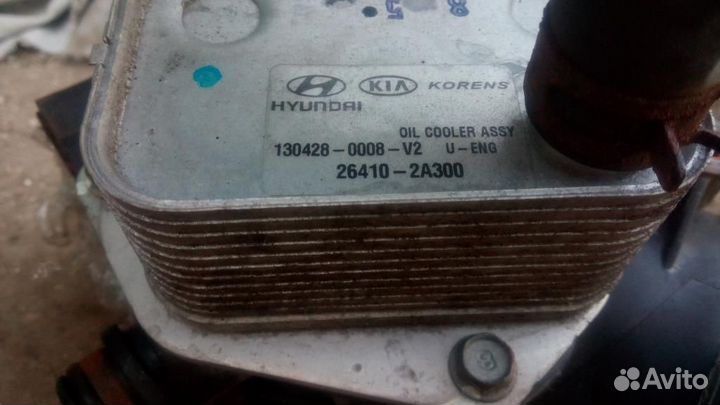 KIA KORENS
HYUNDAI
OIL COOLER ASSY
130428-0008-V2 U-ENG
26410-2A300
Avito